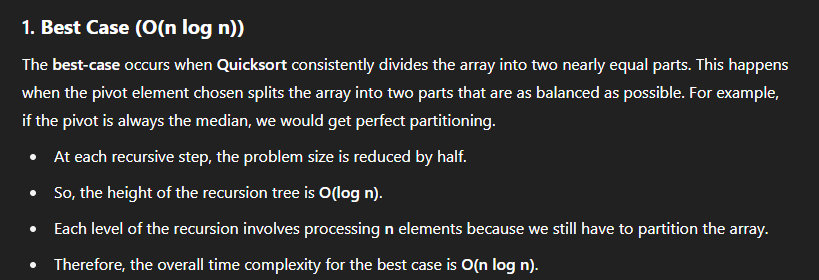 1. Best Case (O(n log n))
The best-case occurs when Quicksort consistently divides the array into two nearly equal parts. This happens
when the pivot element chosen splits the array into two parts that are as balanced as possible. For example,
if the pivot is always the median, we would get perfect partitioning.
• At each recursive step, the problem size is reduced by half.
• So, the height of the recursion tree is O(log n).
• Each level of the recursion involves processing n elements because we still have to partition the array.
• Therefore, the overall time complexity for the best case is O(n log n).